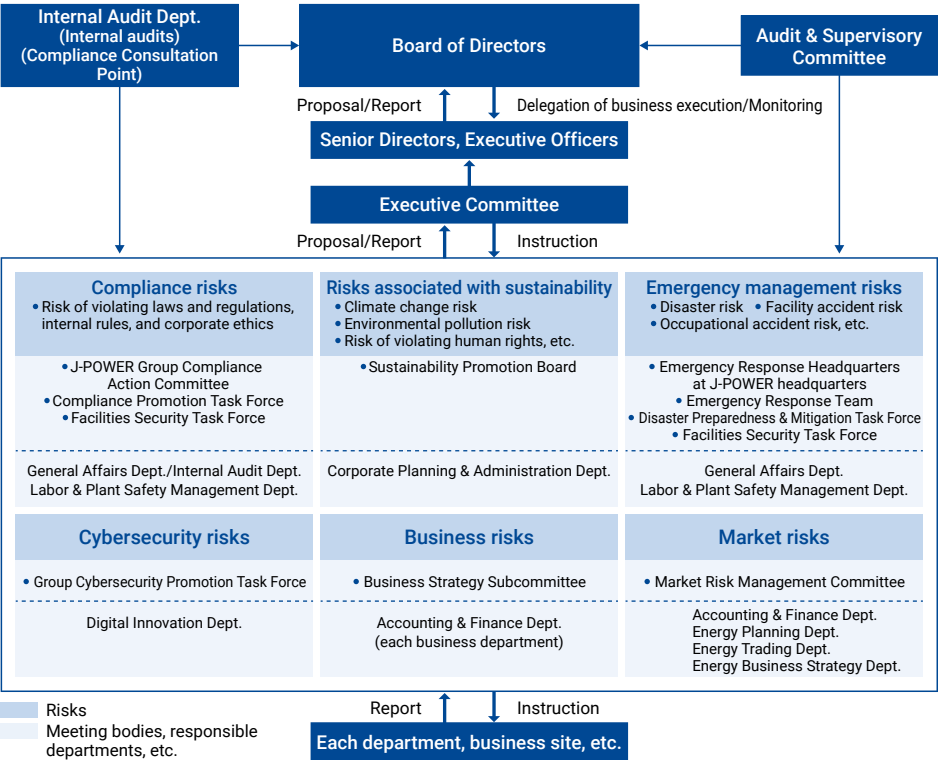 Internal Audit Dept.
(Internal audits)
(Compliance Consultation
Point)
Board of Directors
Audit & Supervisory
Committee
Proposal/Report
Delegation of business execution/Monitoring
Senior Directors, Executive Officers
Executive Committee
Proposal/Report
Instruction
Compliance risks
• Risk of violating laws and regulations,
internal rules, and corporate ethics
• J-POWER Group Compliance
Action Committee
• Compliance Promotion Task Force
• Facilities Security Task Force
General Affairs Dept./Internal Audit Dept.
Labor & Plant Safety Management Dept.
Risks associated with sustainability
• Climate change risk
• Environmental pollution risk
• Risk of violating human rights, etc.
• Sustainability Promotion Board
Corporate Planning & Administration Dept.
Emergency management risks
• Disaster risk • Facility accident risk
• Occupational accident risk, etc.
• Emergency Response Headquarters
at J-POWER headquarters
• Emergency Response Team
• Disaster Preparedness & Mitigation Task Force
• Facilities Security Task Force
General Affairs Dept.
Labor & Plant Safety Management Dept.
Cybersecurity risks
• Group Cybersecurity Promotion Task Force
Digital Innovation Dept.
Business risks
• Business Strategy Subcommittee
Accounting & Finance Dept.
(each business department)
Market risks
• Market Risk Management Committee
Accounting & Finance Dept.
Energy Planning Dept.
Energy Trading Dept.
Energy Business Strategy Dept.
Risks
Meeting bodies, responsible
departments, etc.
Report
Instruction
Each department, business site, etc.